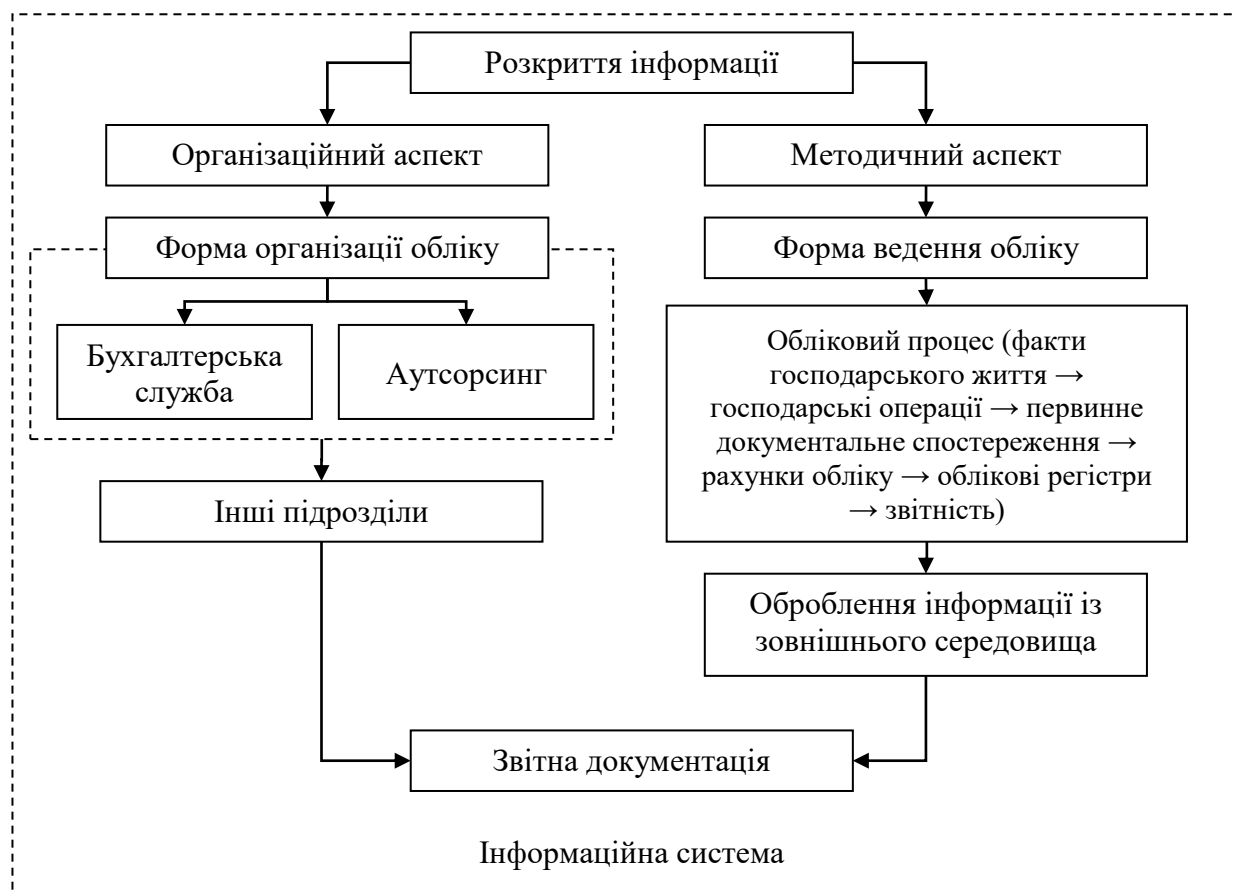 Розкриття інформації
Організаційний аспект
Методичний аспект
Форма організації обліку
Форма ведення обліку
Бухгалтерська
служба
Аутсорсинг
Обліковий процес (факти
господарського життя →
господарські операції → первинне
документальне спостереження →
рахунки обліку → облікові регістри
→ звітність)
Інші підрозділи
Оброблення інформації із
зовнішнього середовища
Звітна документація
Інформаційна система